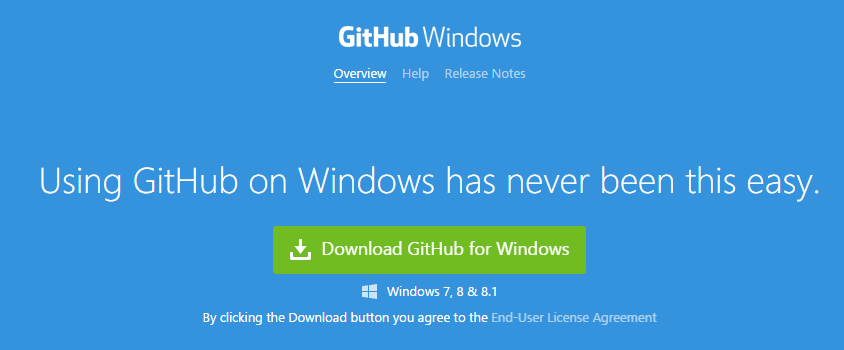 GitHub Windows
Overview Help Release Notes
Using GitHub on Windows has never been this easy.
Download GitHub for Windows
Windows 7, 8 & 8.1
By clicking the Download button you agree to the End-User License Agreement